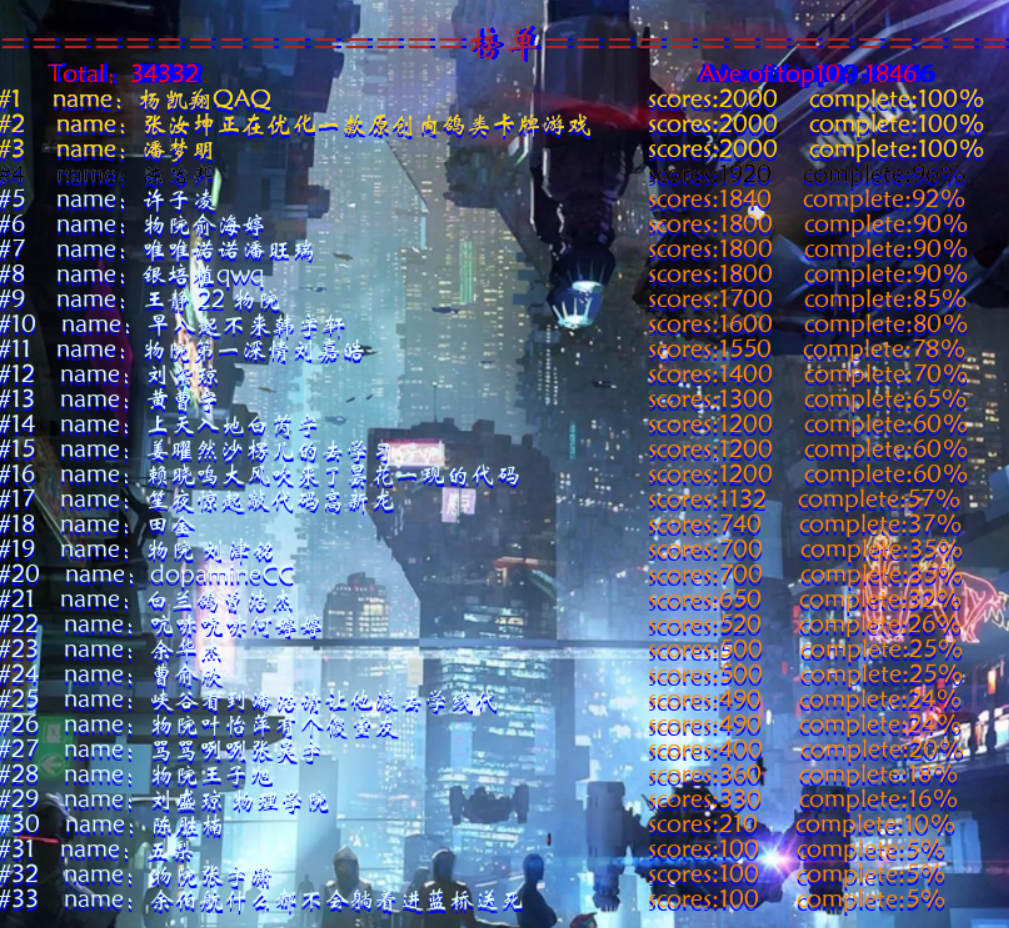 ====================榜单====================
Total: 34332 Ave of top10: 1846
#1 name: 杨凯翔QAQ scores:2000 complete:100%
#2 name: 张汝坤正在优化一款原创向鸽类卡牌游戏 scores:2000 complete:100%
#3 name: 潘梦明 scores:2000 complete:100%
#4 name: scores:1920 complete:96%
#5 name: 许子凌 scores:1840 complete:92%
#6 name: 物院俞海婷 scores:1800 complete:90%
#7 name: 唯唯诺诺潘旺瑞 scores:1800 complete:90%
#8 name: 银培植qwq scores:1800 complete:90%
#9 name: 王静 22 物院 scores:1700 complete:85%
#10 name: 早八起不来韩宇轩 scores:1600 complete:80%
#11 name: 物院第一深情刘嘉皓 scores:1550 complete:78%
#12 name: 刘华琼 scores:1400 complete:70%
#13 name: 黄曹宇 scores:1300 complete:65%
#14 name: 上天入地白芮宇 scores:1200 complete:60%
#15 name: 姜曜然沙楞儿的去学习 scores:1200 complete:60%
#16 name: 赖晓鸣大风吹来了昙花一现的代码 scores:1200 complete:60%
#17 name: 垂夜惊起敲代码高新龙 scores:1132 complete:57%
#18 name: 田金 scores:740 complete:37%
#19 name: 物院 刘津铭 scores:700 complete:35%
#20 name: dopamineCC scores:700 complete:35%
#21 name: 白兰鸽曾浩杰 scores:650 complete:32%
#22 name: 吭哧吭哧何婷婷 scores:520 complete:26%
#23 name: 余华杰 scores:500 complete:25%
#24 name: 曹俞欣 scores:500 complete:25%
#25 name: 峡谷看到潘浩请让他滚去学线代 scores:490 complete:24%
#26 name: 物院叶怡萍有个傻室友 scores:490 complete:24%
#27 name: 骂骂咧咧张昊宇 scores:400 complete:20%
#28 name: 物院王子旭 scores:360 complete:18%
#29 name: 刘盛琼 物理学院 scores:330 complete:16%
#30 name: 陈胜楠 scores:210 complete:10%
#31 name: 五梨 scores:100 complete:5%
#32 name: 物院张宇潇 scores:100 complete:5%
#33 name: 余伯航什么都不会躺着进蓝桥送死 scores:100 complete:5%